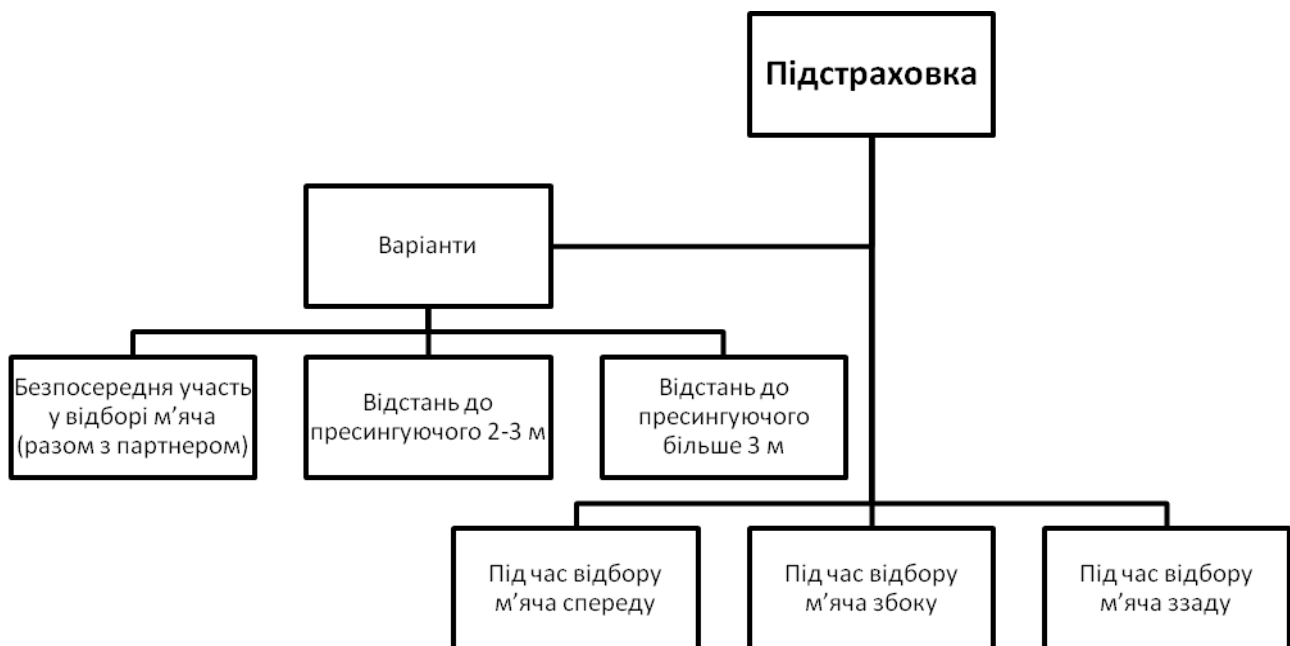 Підстраховка
Варіанти
Безпосередня участь
у відборі м’яча
(разом з партнером)
Відстань до
пресингуючого 2-3 м
Відстань до
пресингуючого
більше 3 м
Під час відбору
м’яча спереду
Під час відбору
м’яча збоку
Під час відбору
м’яча ззаду